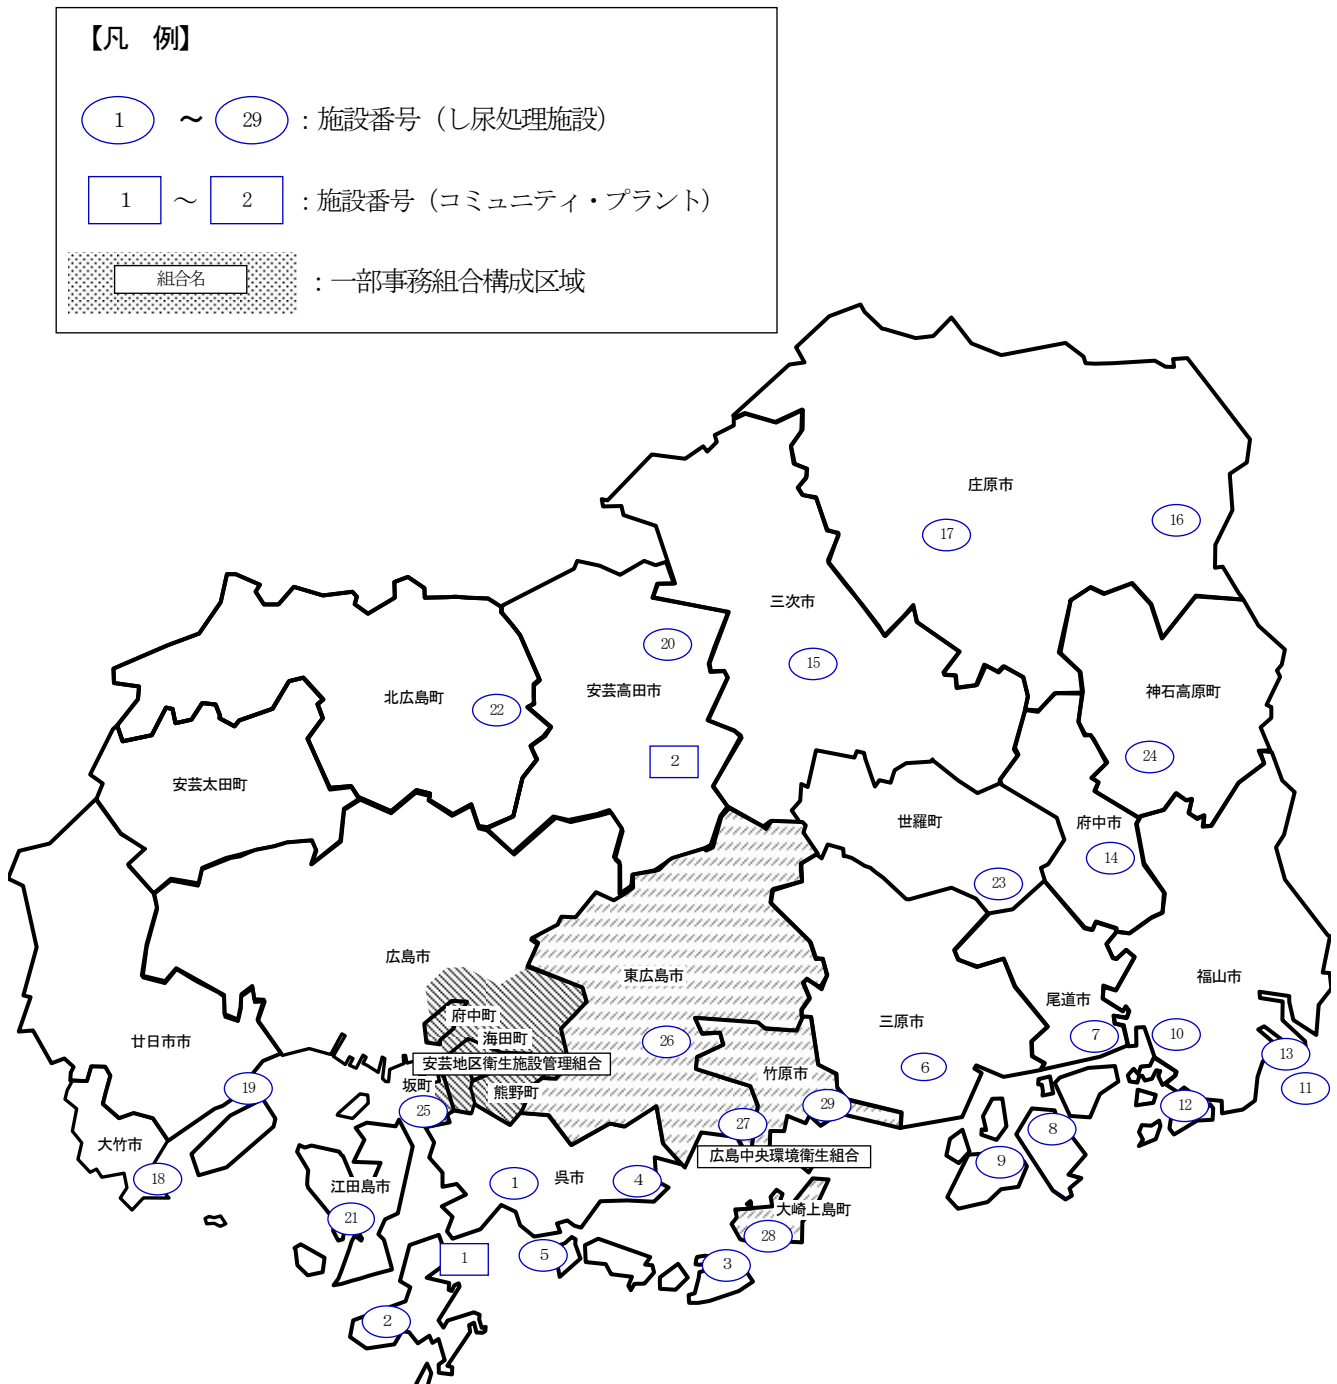 【凡 例】
1 ～ 29 ：施設番号（し尿処理施設）
1 ～ 2 ：施設番号（コミュニティ・プラント）
組合名 ：一部事務組合構成区域
庄原市
16
17
三次市
20
15
北広島町
安芸高田市
神石高原町
22
24
2
安芸太田町
世羅町
府中市
14
23
広島市
東広島市
福山市
尾道市
府中町
三原市
海田町
廿日市市
7
10
26
13
安芸地区衛生施設管理組合
6
竹原市
19
11
坂町
熊野町
25
29
12
27
8
大竹市
広島中央環境衛生組合
9
18
江田島市
1
呉市
4
21
大崎上島町
28
1
5
3
2